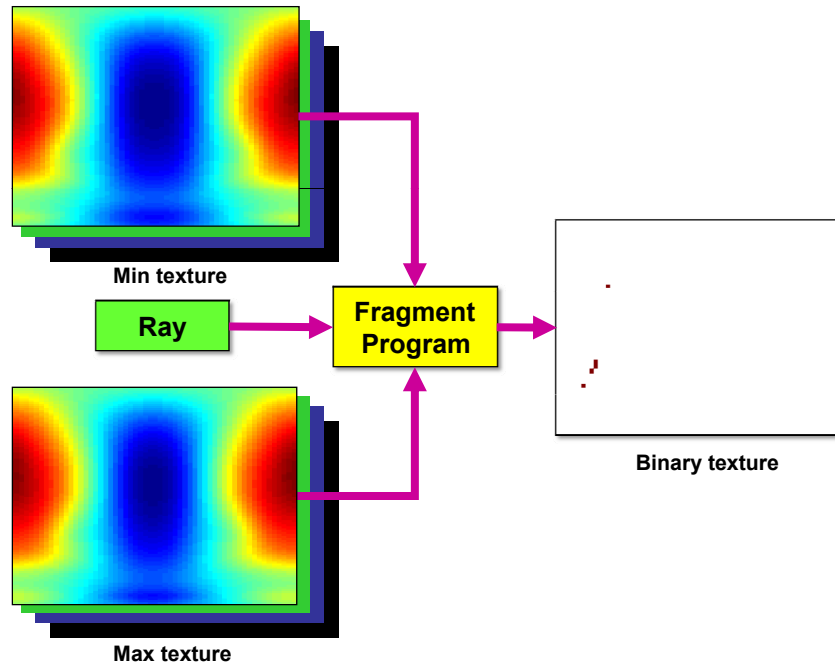 Min texture
Ray
Fragment
Program
Binary texture
Max texture